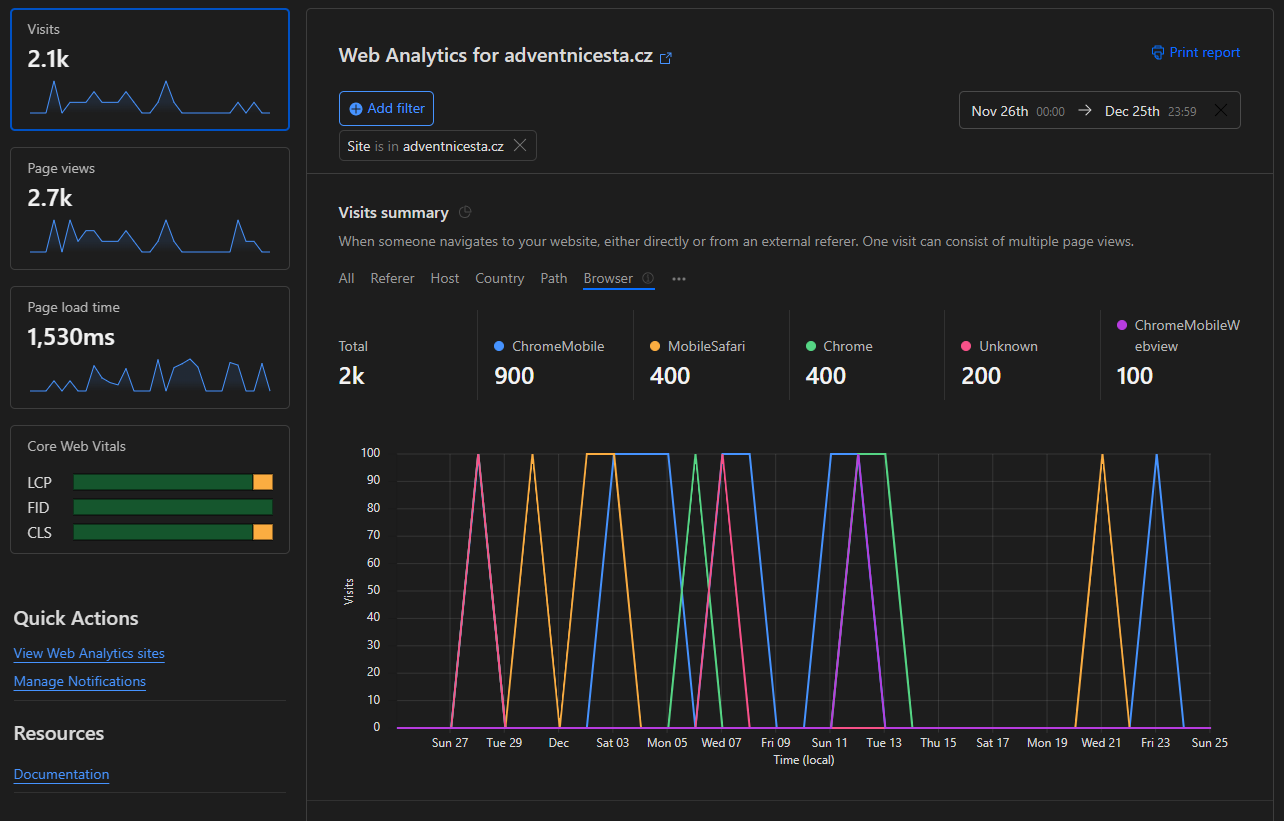 Visits
2.1k
Page views
2.7k
Page load time
1,530ms
Core Web Vitals
LCP
FID
CLS
Quick Actions
View Web Analytics sites
Manage Notifications
Resources
Documentation
Web Analytics for adventnicesta.cz
Print report
Add filter
Nov 26th 00:00 → Dec 25th 23:59
Site is in adventnicesta.cz
Visits summary
When someone navigates to your website, either directly or from an external referer. One visit can consist of multiple page views.
All Referer Host Country Path Browser
Total
2k
ChromeMobile
900
MobileSafari
400
Chrome
400
Unknown
200
ChromeMobileW
ebview
100
Visits
100
90
80
70
60
50
40
30
20
10
0
Sun 27 Tue 29 Dec Sat 03 Mon 05 Wed 07 Fri 09 Sun 11 Tue 13 Thu 15 Sat 17 Mon 19 Wed 21 Fri 23 Sun 25
Time (local)